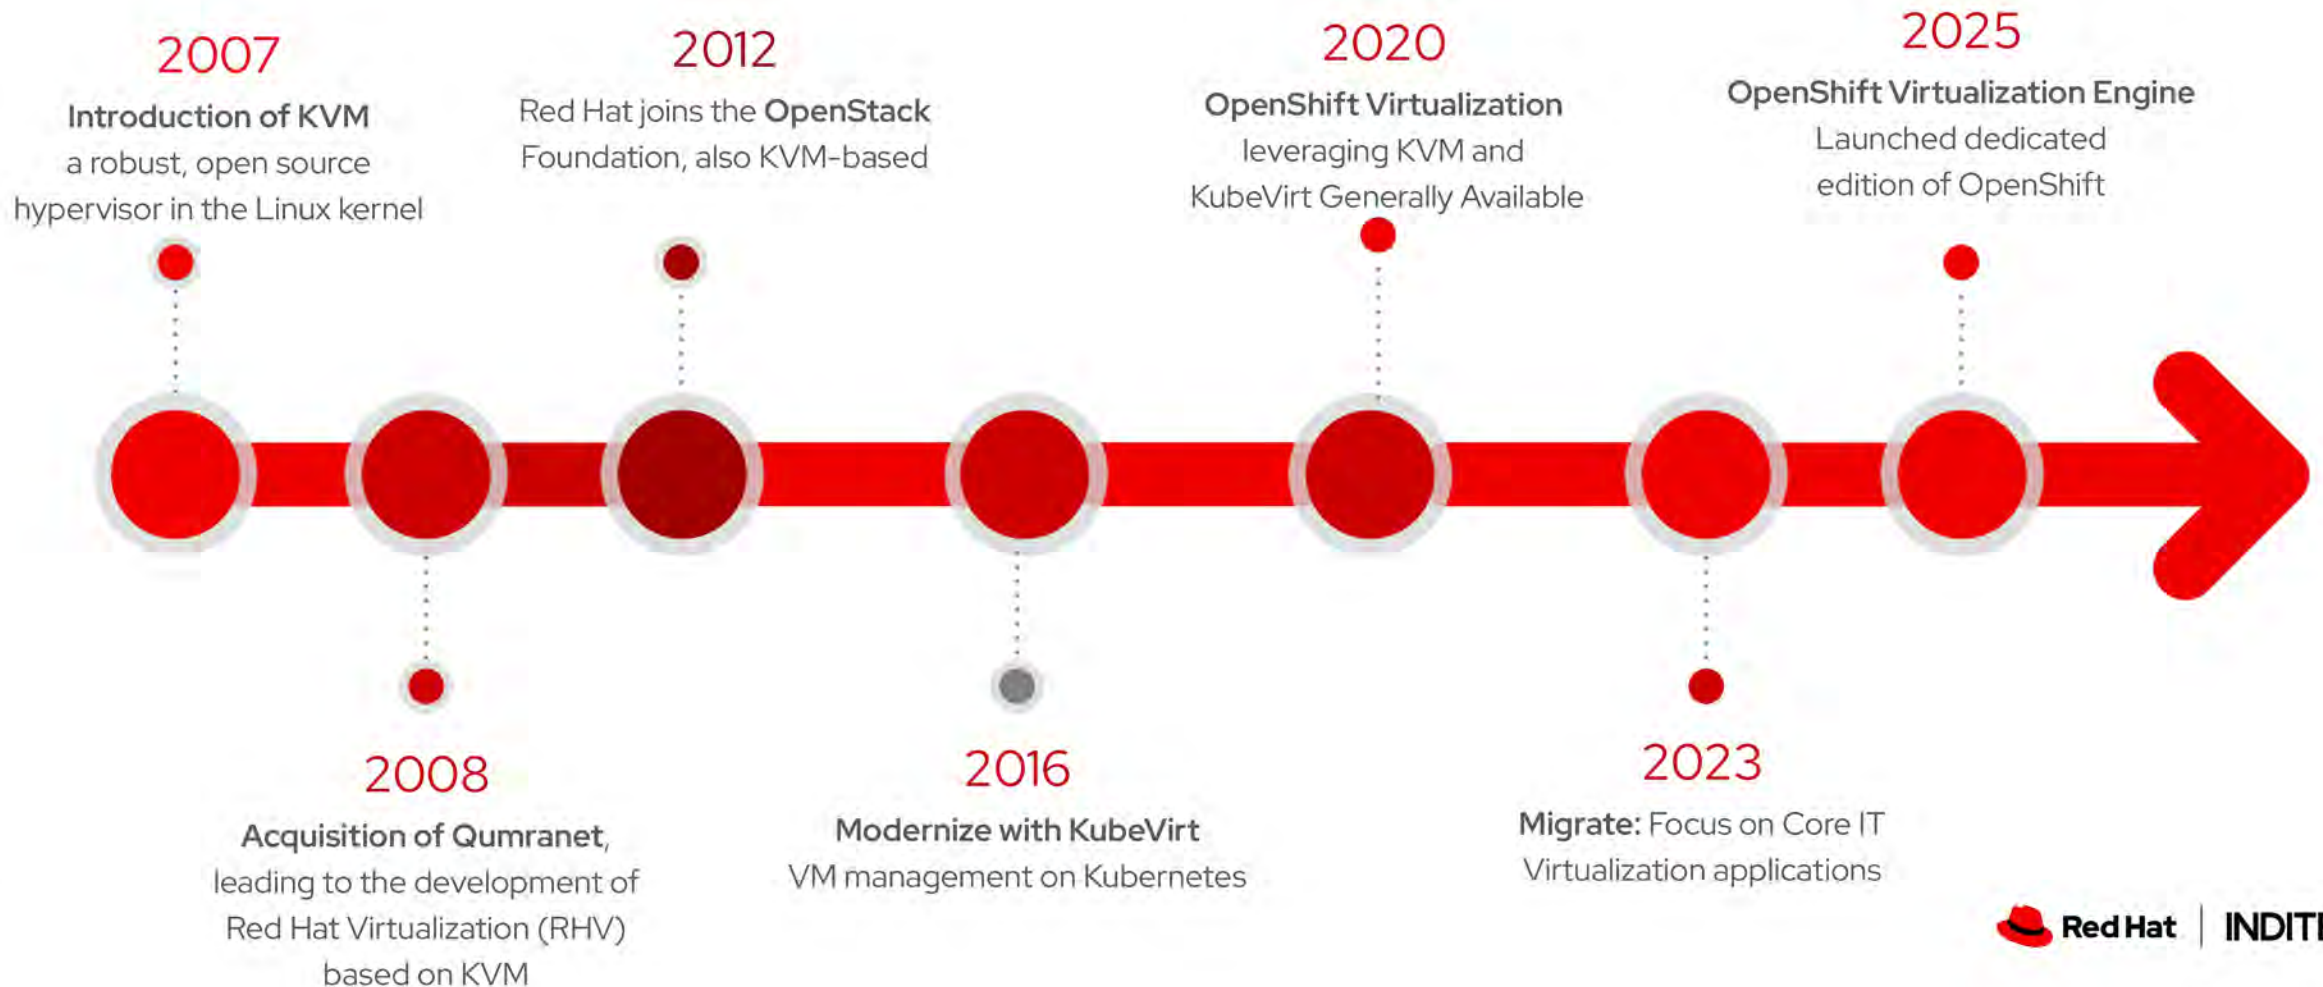 2007
Introduction of KVM
a robust, open source
hypervisor in the Linux kernel
2012
Red Hat joins the OpenStack
Foundation, also KVM-based
2020
OpenShift Virtualization
leveraging KVM and
KubeVirt Generally Available
2025
OpenShift Virtualization Engine
Launched dedicated
edition of OpenShift
2008
Acquisition of Qumranet,
leading to the development of
Red Hat Virtualization (RHV)
based on KVM
2016
Modernize with KubeVirt
VM management on Kubernetes
2023
Migrate: Focus on Core IT
Virtualization applications
Red Hat